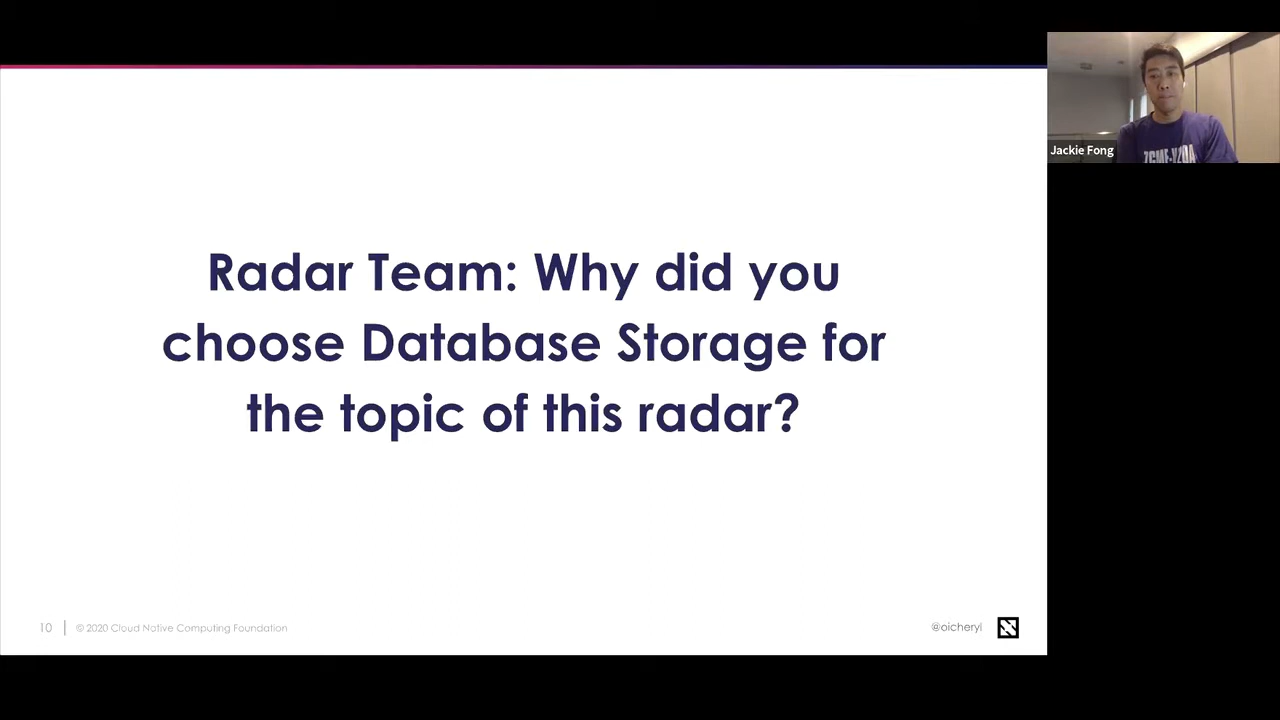 Radar Team: Why did you
choose Database Storage for
the topic of this radar?
10
© 2020 Cloud Native Computing Foundation
@oicheryl
Jackie Fong